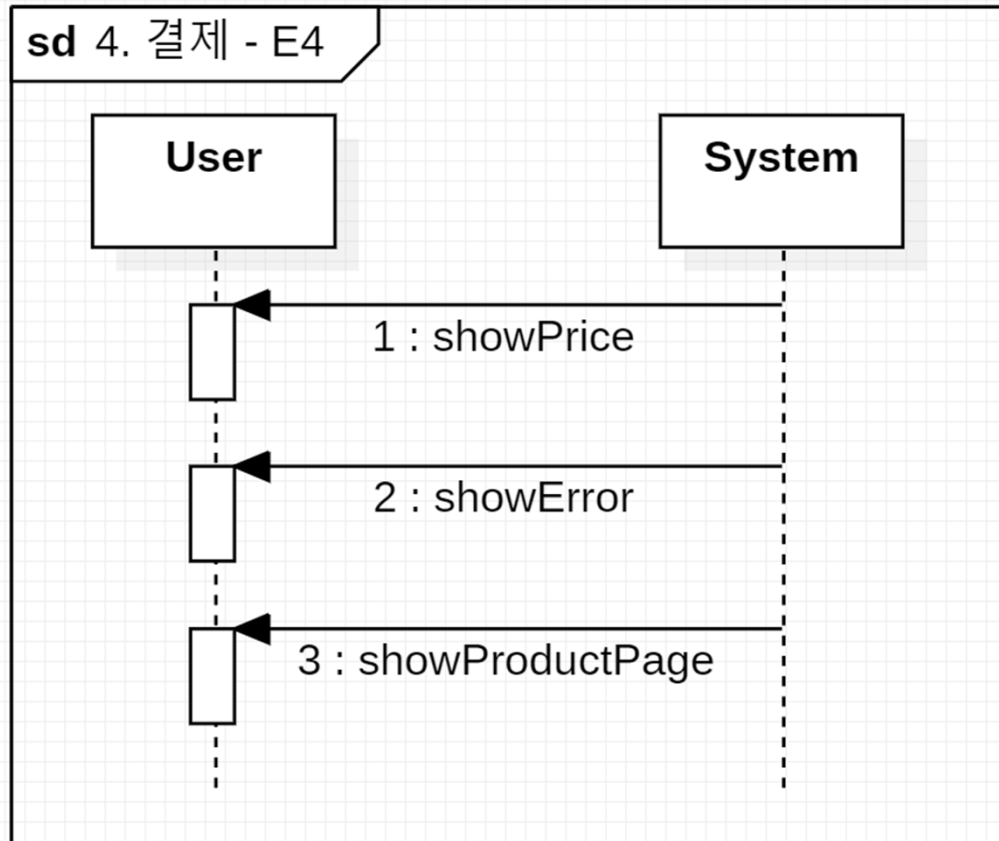 sd 4. 결제 - E4
User
System
1 : showPrice
2 : showError
3 : showProductPage